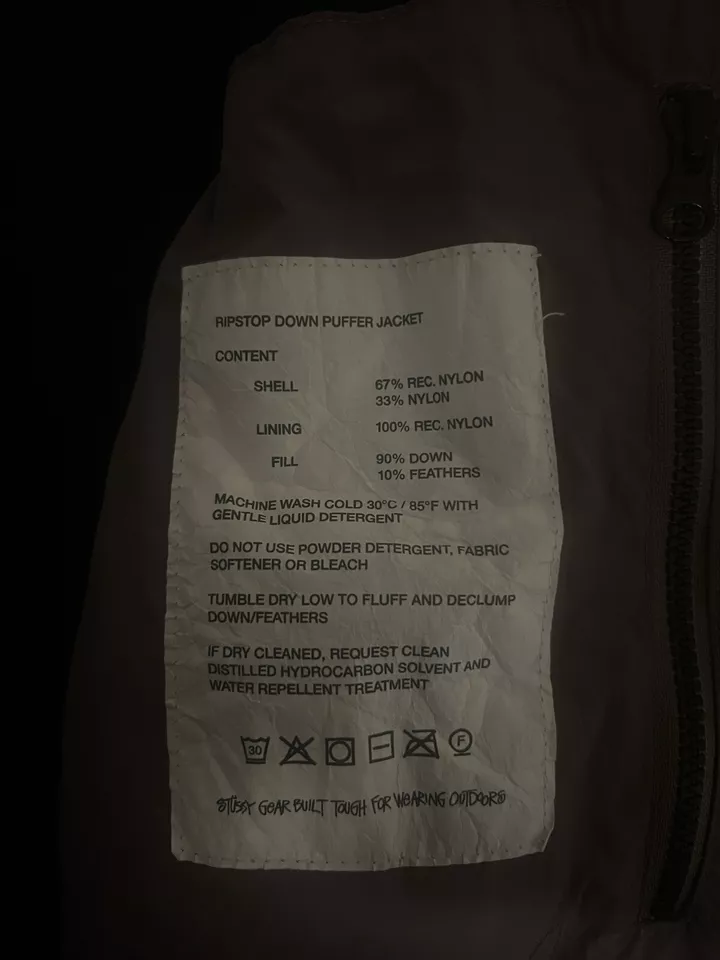 RIPSTOP DOWN PUFFER JACKET
CONTENT
SHELL 67% REC. NYLON
33% NYLON
LINING 100% REC. NYLON
FILL 90% DOWN
10% FEATHERS
MACHINE WASH COLD 30°C / 85°F WITH
GENTLE LIQUID DETERGENT
DO NOT USE POWDER DETERGENT, FABRIC
SOFTENER OR BLEACH
TUMBLE DRY LOW TO FLUFF AND DECLUMP
DOWN/FEATHERS
IF DRY CLEANED, REQUEST CLEAN
DISTILLED HYDROCARBON SOLVENT AND
WATER REPELLENT TREATMENT
30 F
STÜSSY GEAR BUILT TOUGH FOR WEARING OUTDOORS